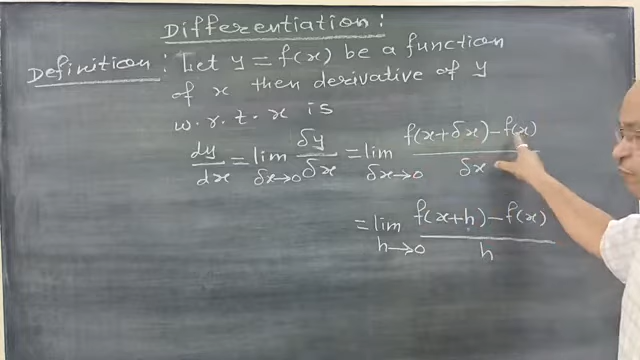 Differentiation:
Definition: Let y = f(x) be a function
of x then derivative of y
w.r.t. x is
dy/dx = lim δx→0 δy/δx = lim δx→0 f(x+δx)-f(x)/δx
= lim h→0 f(x+h)-f(x)/h